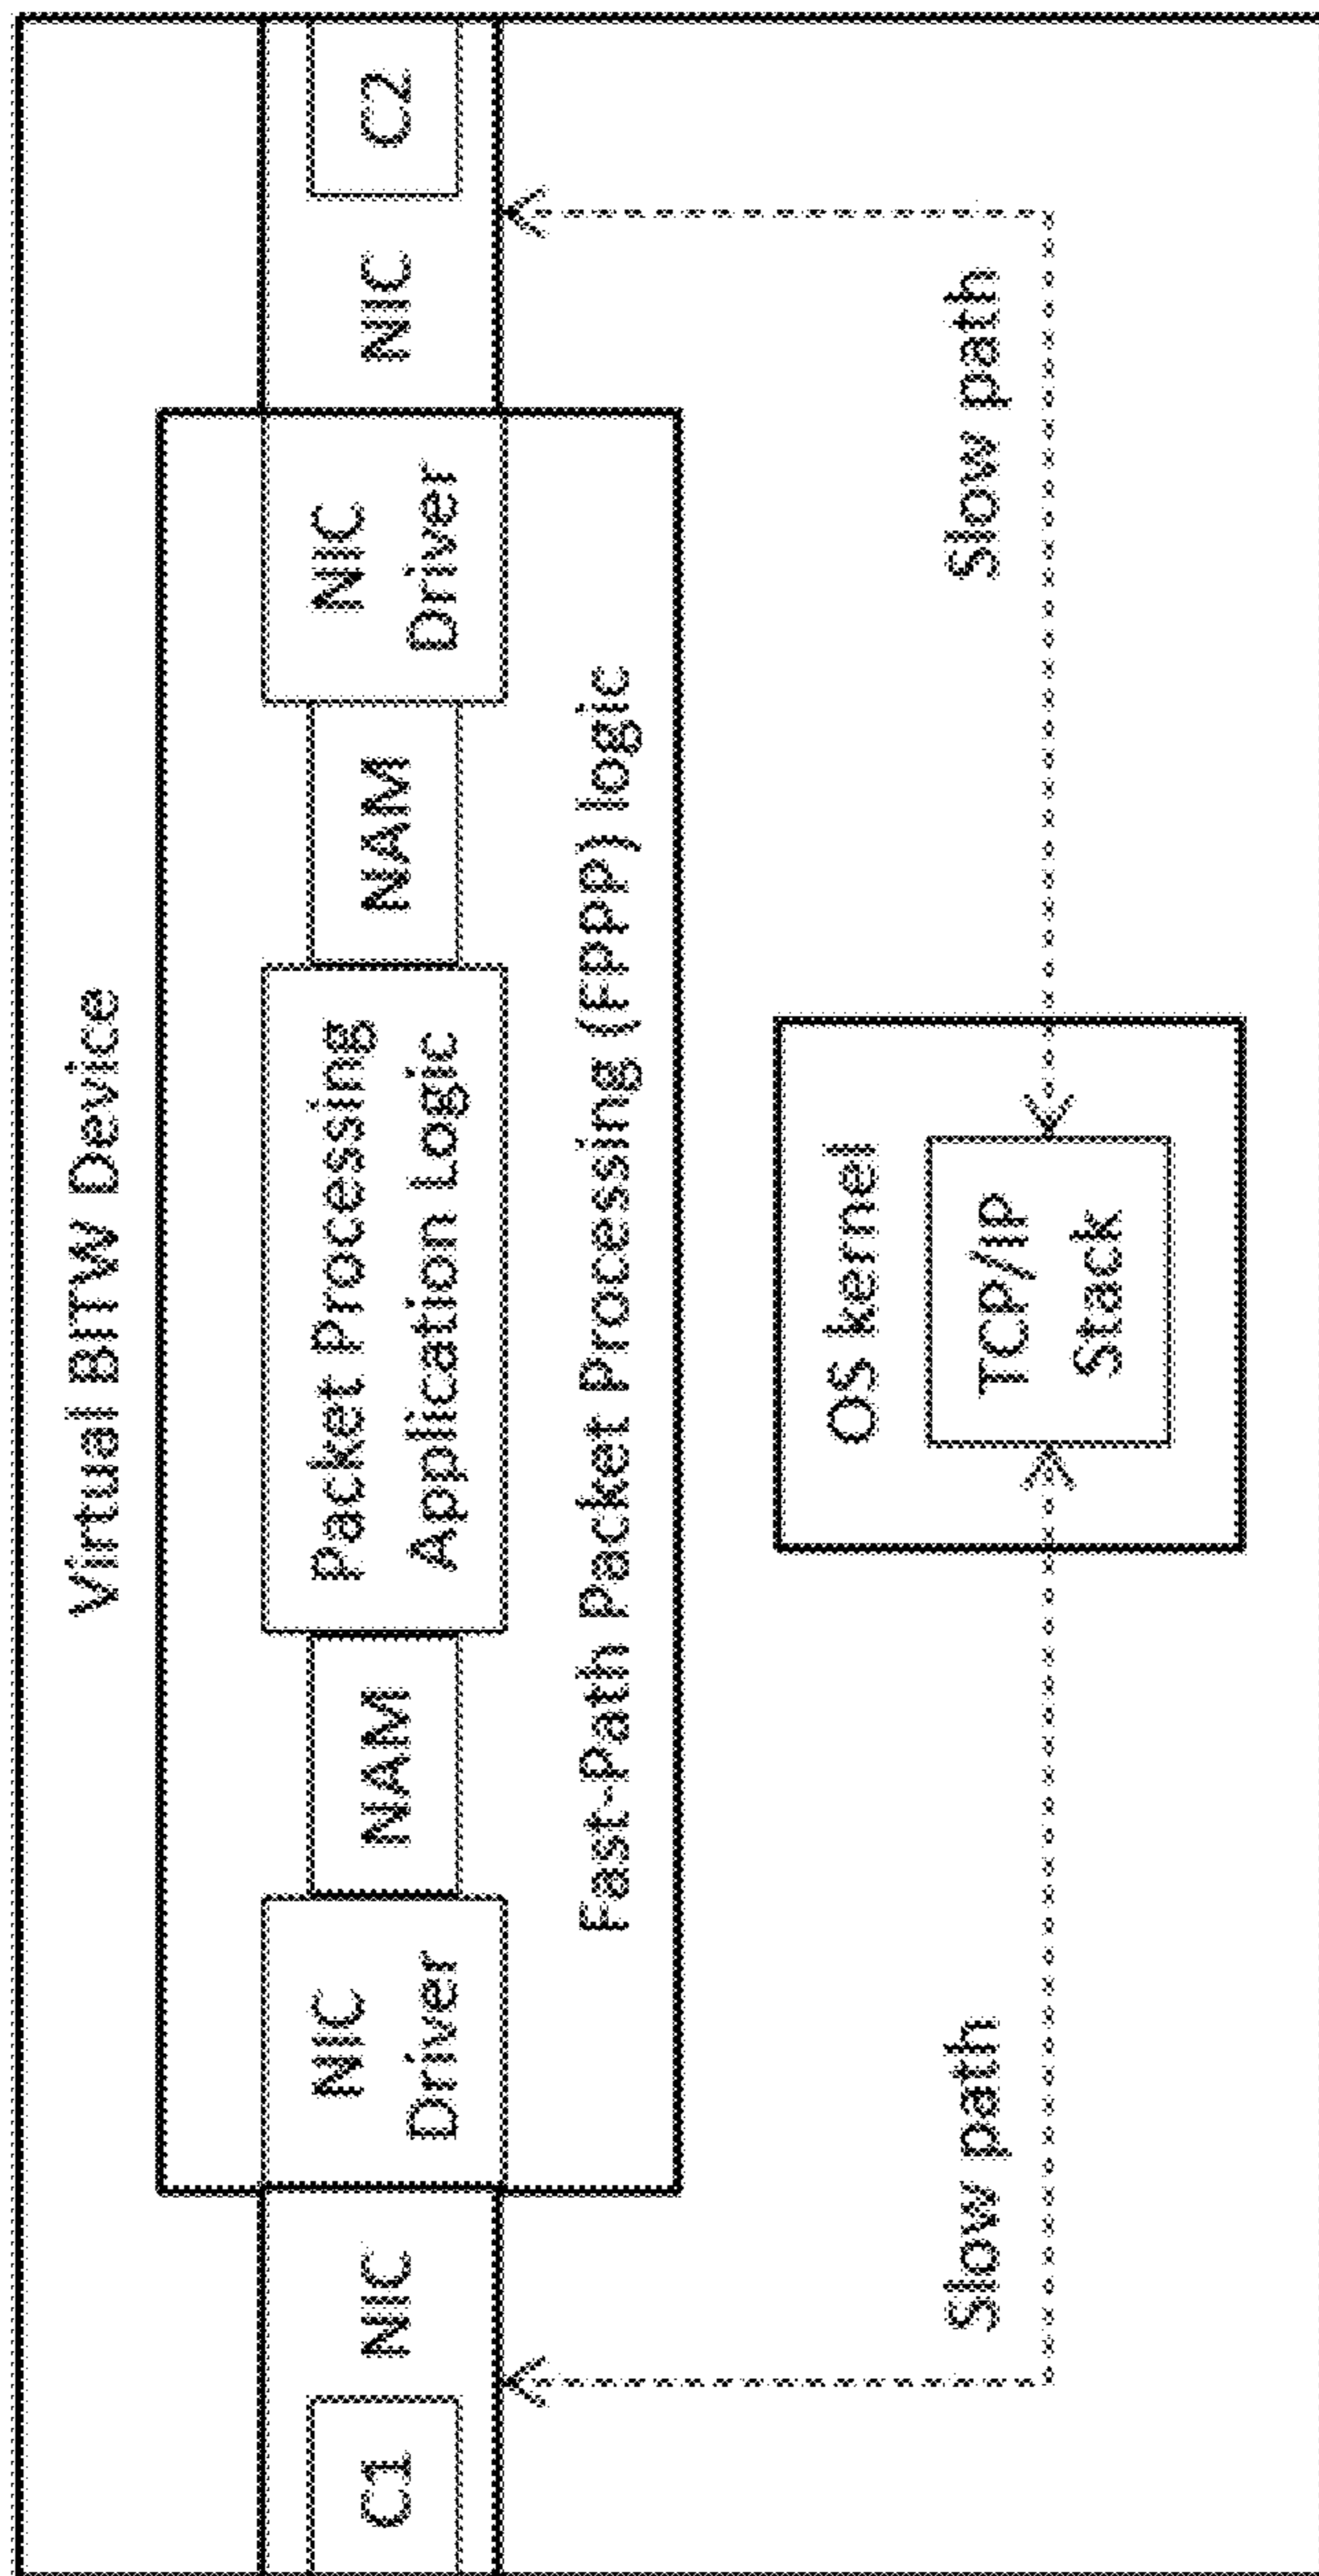 Virtual BITW Device
C1
NIC
NIC
Driver
NAM
Packet Processing
Application Logic
NAM
NIC
Driver
NIC
C2
Fast-Path Packet Processing (FPPP) logic
OS kernel
Slow path
TCP/IP
Stack
Slow path